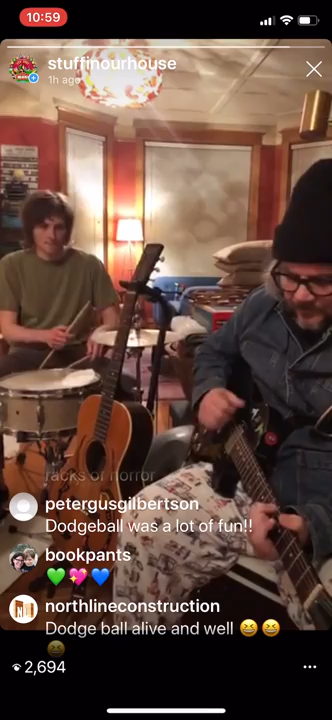 10:59
stuffinourhouse
1h ago
racks of horror
petergusgilbertson
Dodgeball was a lot of fun!!
bookpants
💚💖💙
northlineconstruction
Dodge ball alive and well 😆😆
😆
2,694